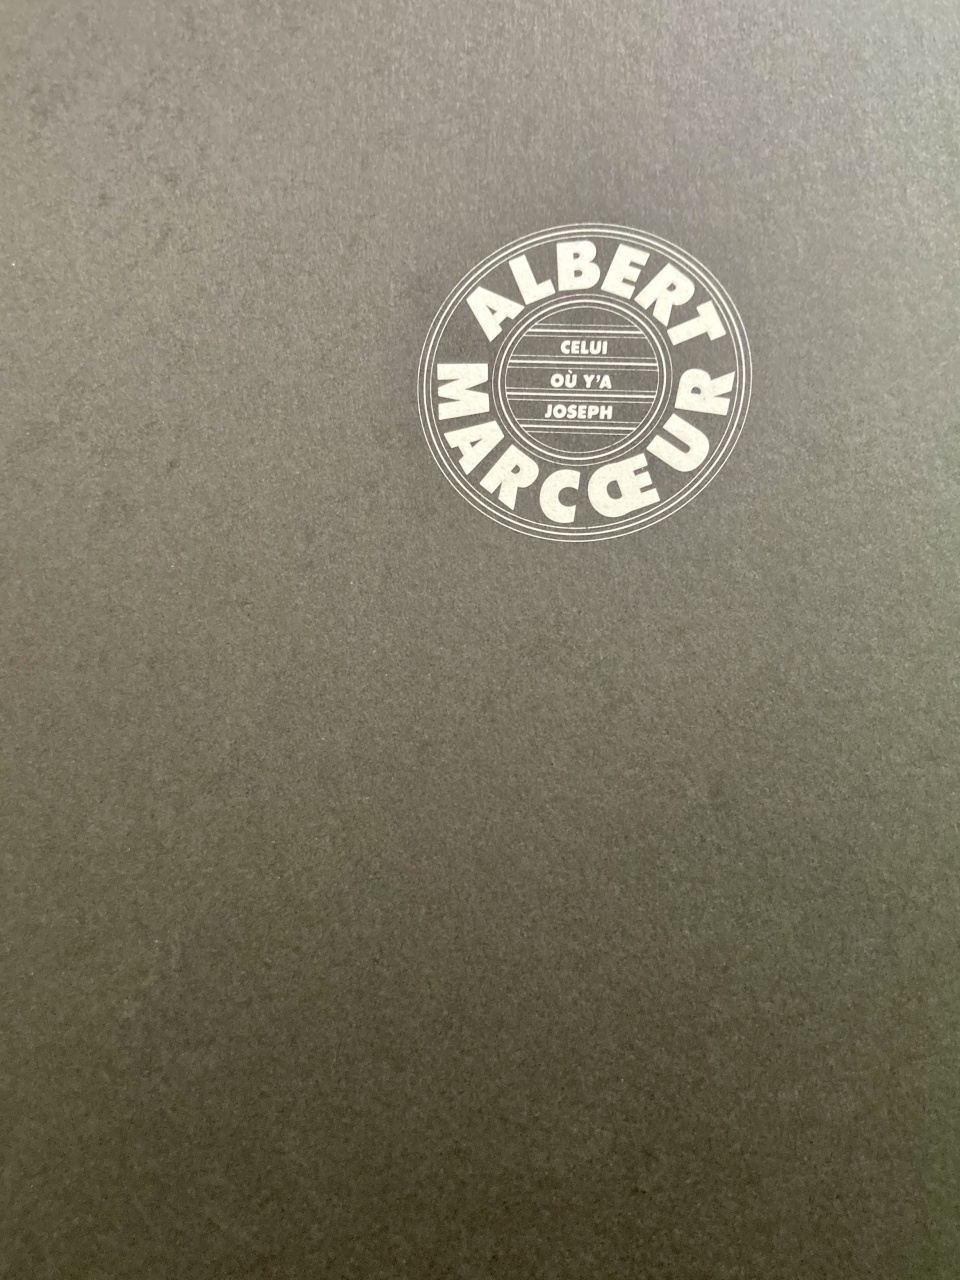 ALBERT
MARCŒUR
CELUI
OÙ Y'A
JOSEPH